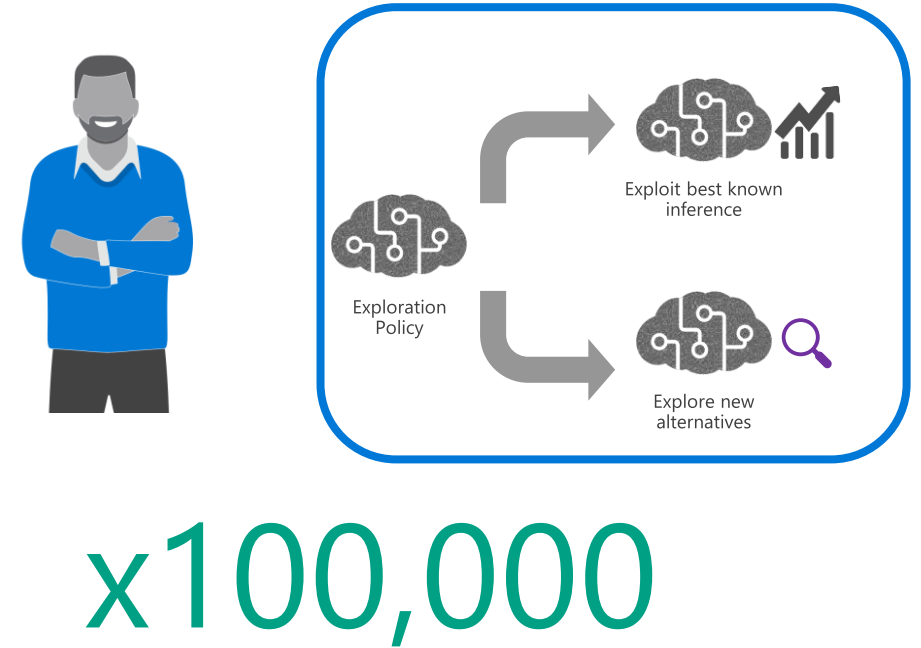 Exploit best known
inference
Exploration
Policy
Explore new
alternatives
x100,000